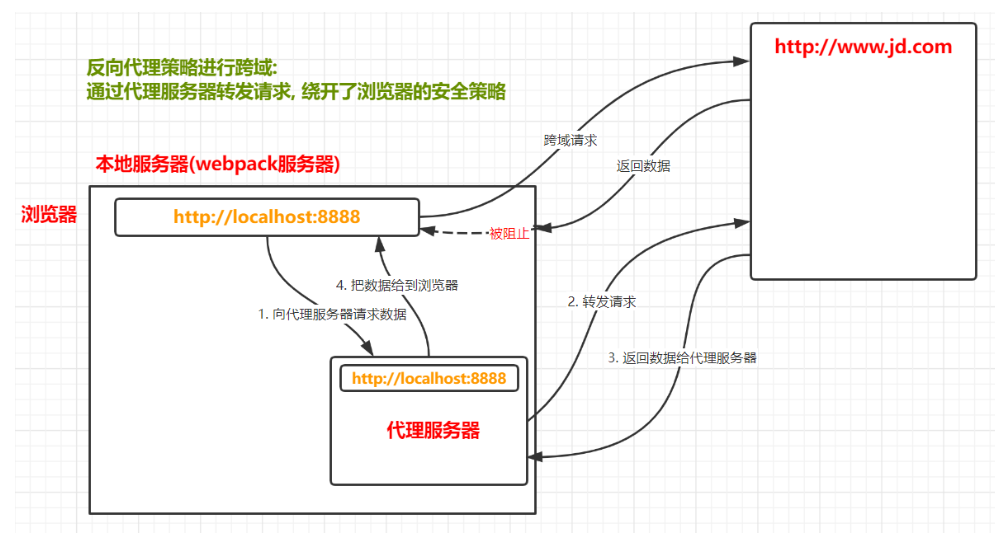 http://www.jd.com
反向代理策略进行跨域:
通过代理服务器转发请求, 绕开了浏览器的安全策略
跨域请求
本地服务器(webpack服务器)
返回数据
浏览器
http://localhost:8888
被阻止
4. 把数据给到浏览器
2. 转发请求
1. 向代理服务器请求数据
3. 返回数据给代理服务器
http://localhost:8888
代理服务器